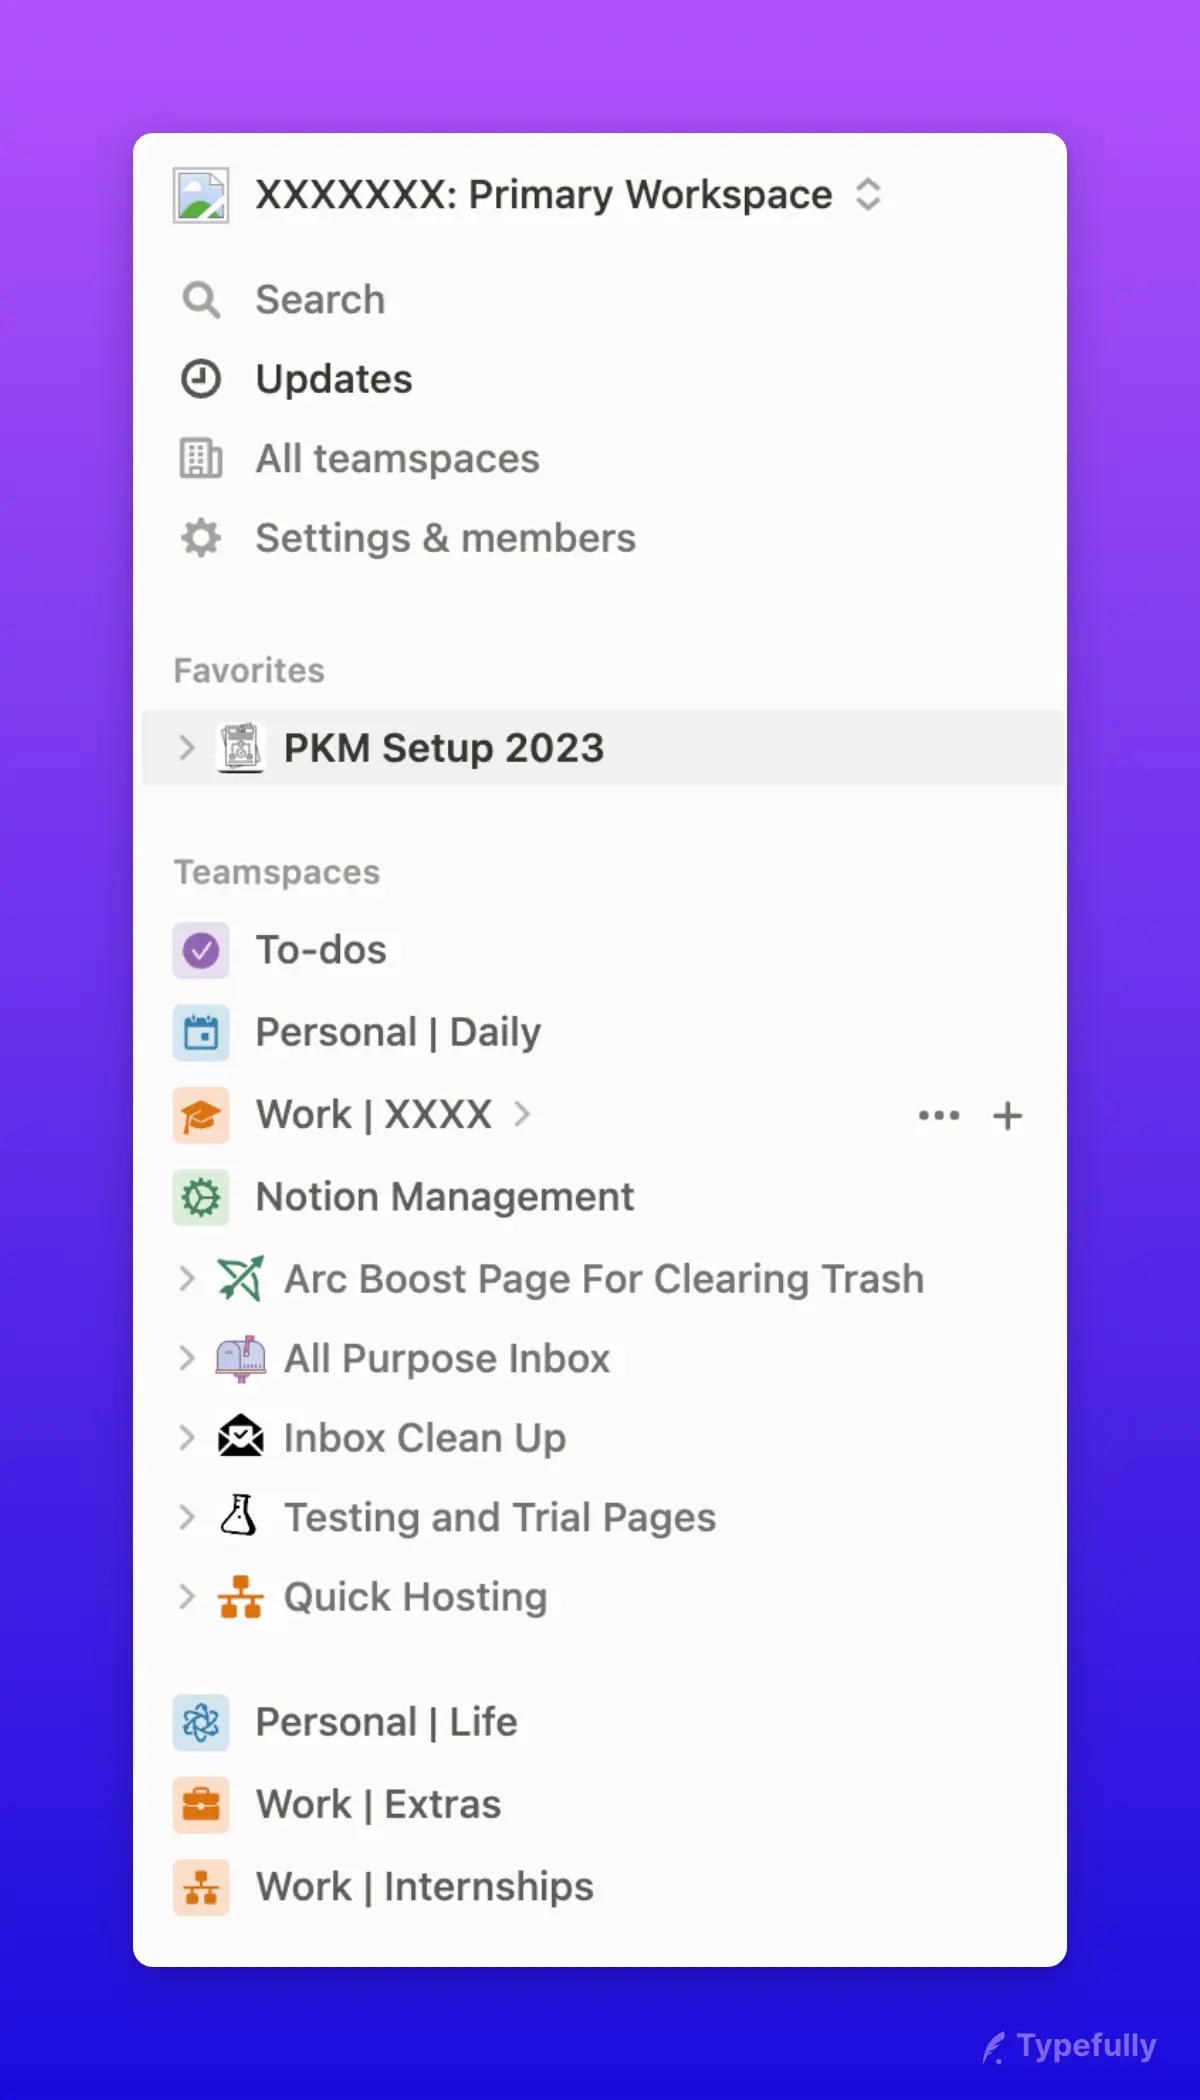 XXXXXXX: Primary Workspace
Search
Updates
All teamspaces
Settings & members
Favorites
PKM Setup 2023
Teamspaces
To-dos
Personal | Daily
Work | XXXX
Notion Management
Arc Boost Page For Clearing Trash
All Purpose Inbox
Inbox Clean Up
Testing and Trial Pages
Quick Hosting
Personal | Life
Work | Extras
Work | Internships
Typefully